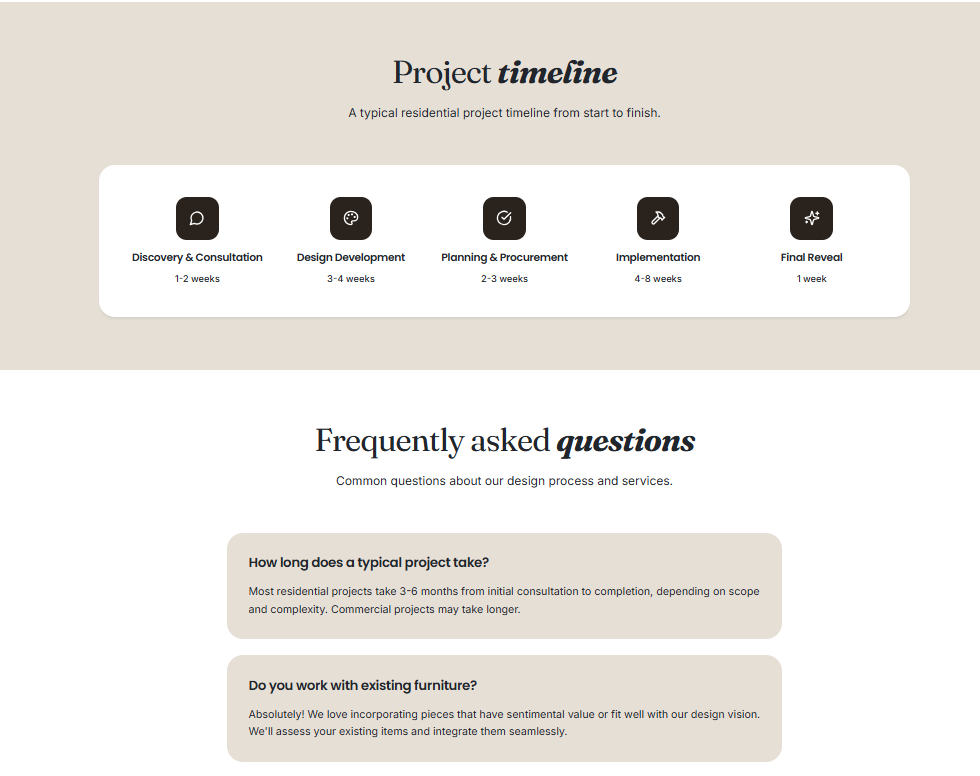 Project timeline
A typical residential project timeline from start to finish.
Discovery & Consultation
1-2 weeks
Design Development
3-4 weeks
Planning & Procurement
2-3 weeks
Implementation
4-8 weeks
Final Reveal
1 week
Frequently asked questions
Common questions about our design process and services.
How long does a typical project take?
Most residential projects take 3-6 months from initial consultation to completion, depending on scope
and complexity. Commercial projects may take longer.
Do you work with existing furniture?
Absolutely! We love incorporating pieces that have sentimental value or fit well with our design vision.
We'll assess your existing items and integrate them seamlessly.